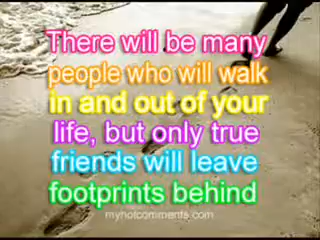 There will be many
people who will walk
in and out of your
life, but only true
friends will leave
footprints behind
myhotcomments.com